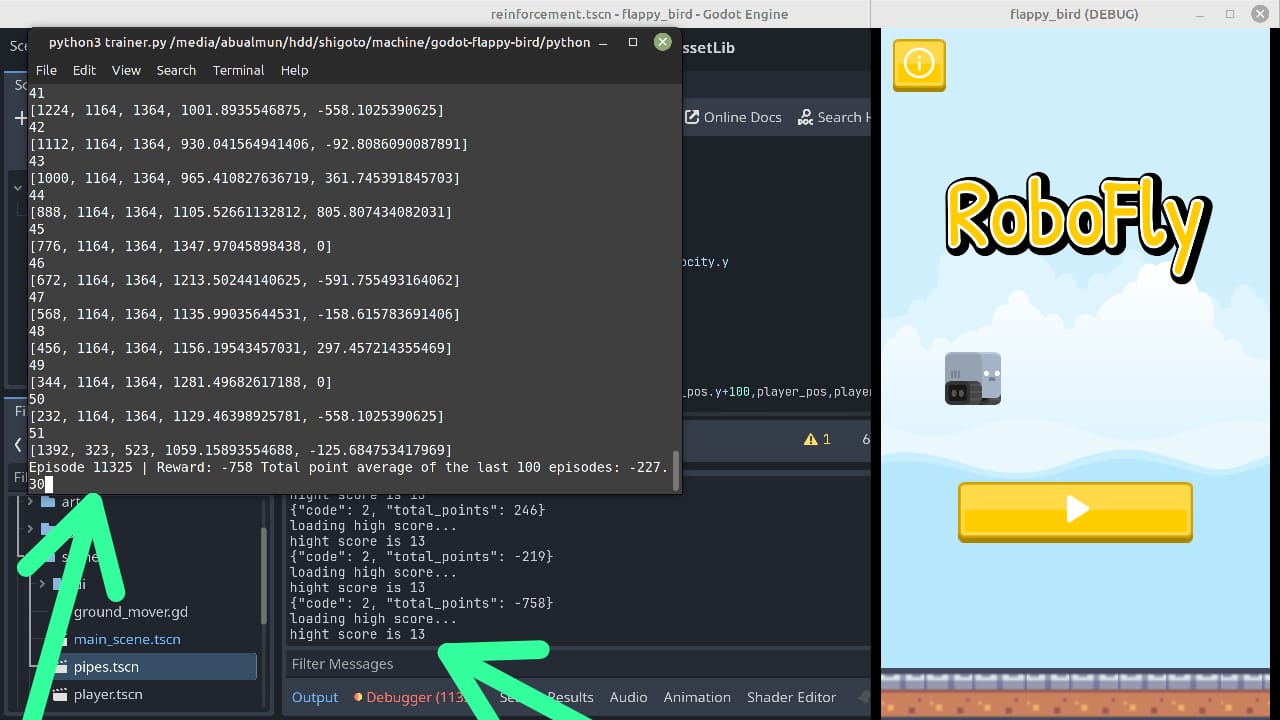 reinforcement.tscn - flappy_bird - Godot Engine
flappy_bird (DEBUG)
python3 trainer.py /media/abualmun/hdd/shigoto/machine/godot-flappy-bird/python
File Edit View Search Terminal Help
41
[1224, 1164, 1364, 1001.8935546875, -558.1025390625]
42
[1112, 1164, 1364, 930.041564941406, -92.8086090087891]
43
[1000, 1164, 1364, 965.410827636719, 361.745391845703]
44
[888, 1164, 1364, 1105.52661132812, 805.807434082031]
45
[776, 1164, 1364, 1347.97045898438, 0]
46
[672, 1164, 1364, 1213.50244140625, -591.755493164062]
47
[568, 1164, 1364, 1135.99035644531, -158.615783691406]
48
[456, 1164, 1364, 1156.19543457031, 297.457214355469]
49
[344, 1164, 1364, 1281.49682617188, 0]
50
[232, 1164, 1364, 1129.46398925781, -558.1025390625]
51
[1392, 323, 523, 1059.15893554688, -125.684753417969]
Episode 11325 | Reward: -758 Total point average of the last 100 episodes: -227.
30
ssetLib
Online Docs Search H
ocity.y
_pos.y+100,player_pos,player
1 6
hight score is 13
{"code": 2, "total_points": 246}
loading high score...
hight score is 13
{"code": 2, "total_points": -219}
loading high score...
hight score is 13
{"code": 2, "total_points": -758}
loading high score...
hight score is 13
Filter Messages
Output Debugger (113 Results Audio Animation Shader Editor
art
ground_mover.gd
main_scene.tscn
pipes.tscn
player.tscn
RoboFly